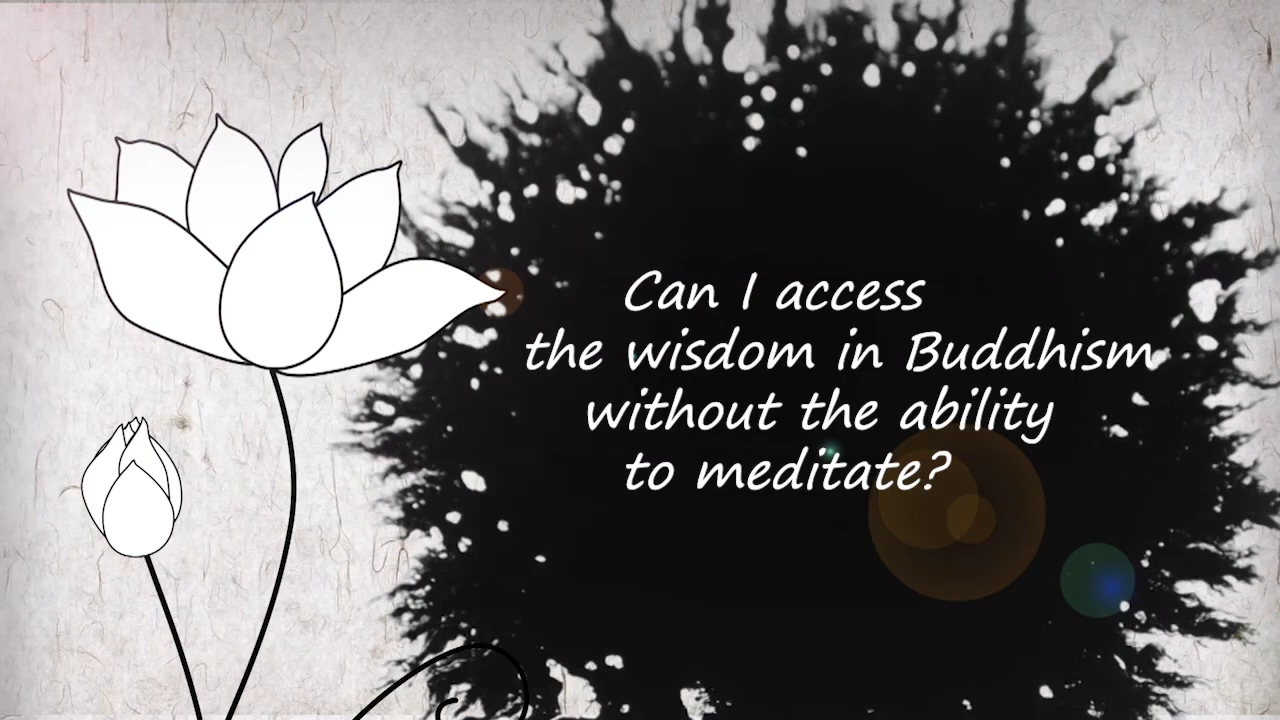 Can I access
the wisdom in Buddhism
without the ability
to meditate?